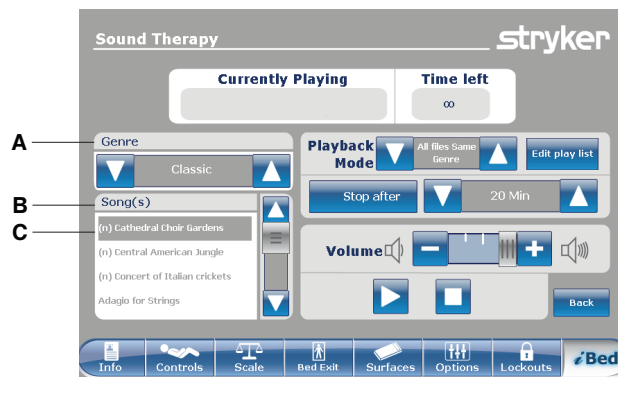 Sound Therapy
stryker
Currently Playing
Time left
∞
A
Genre
Classic
B
Song(s)
C
(n) Cathedral Choir Gardens
(n) Central American Jungle
(n) Concert of Italian crickets
Adagio for Strings
Playback
Mode
All files Same
Genre
Edit play list
Stop after
20 Min
Volume
Back
Info
Controls
Scale
Bed Exit
Surfaces
Options
Lockouts
iBed